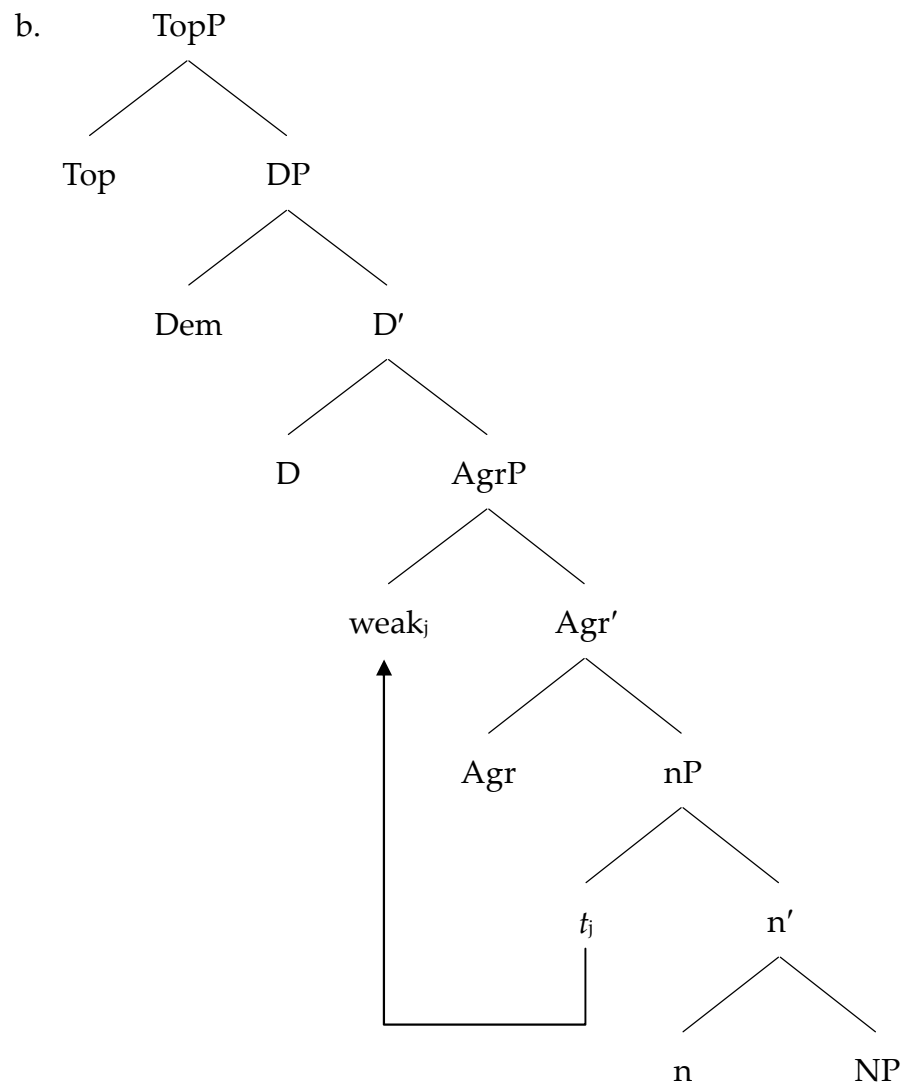 b. TopP
Top DP
Dem D′
D AgrP
weakj Agr′
Agr nP
tj n′
n NP